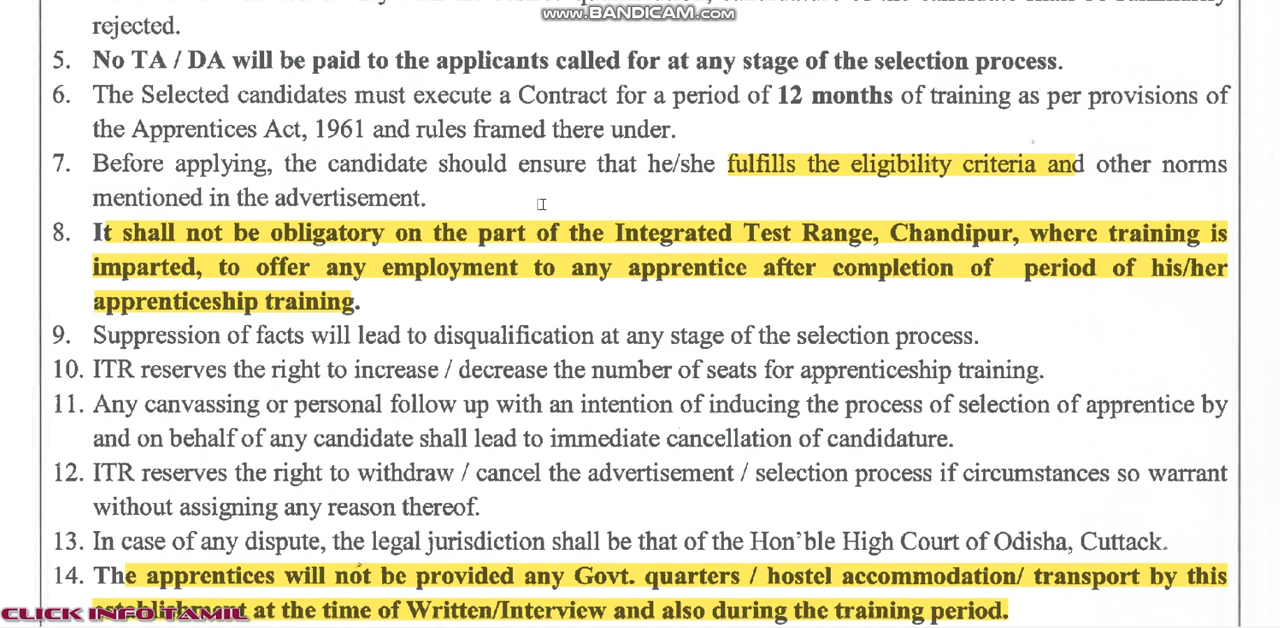 www.BANDICAM.com
rejected.
5. No TA / DA will be paid to the applicants called for at any stage of the selection process.
6. The Selected candidates must execute a Contract for a period of 12 months of training as per provisions of
the Apprentices Act, 1961 and rules framed there under.
7. Before applying, the candidate should ensure that he/she fulfills the eligibility criteria and other norms
mentioned in the advertisement.
8. It shall not be obligatory on the part of the Integrated Test Range, Chandipur, where training is
imparted, to offer any employment to any apprentice after completion of period of his/her
apprenticeship training.
9. Suppression of facts will lead to disqualification at any stage of the selection process.
10. ITR reserves the right to increase / decrease the number of seats for apprenticeship training.
11. Any canvassing or personal follow up with an intention of inducing the process of selection of apprentice by
and on behalf of any candidate shall lead to immediate cancellation of candidature.
12. ITR reserves the right to withdraw / cancel the advertisement / selection process if circumstances so warrant
without assigning any reason thereof.
13. In case of any dispute, the legal jurisdiction shall be that of the Hon'ble High Court of Odisha, Cuttack.
14. The apprentices will not be provided any Govt. quarters / hostel accommodation/ transport by this
CLICK INFO TAMIL
at the time of Written/Interview and also during the training period.